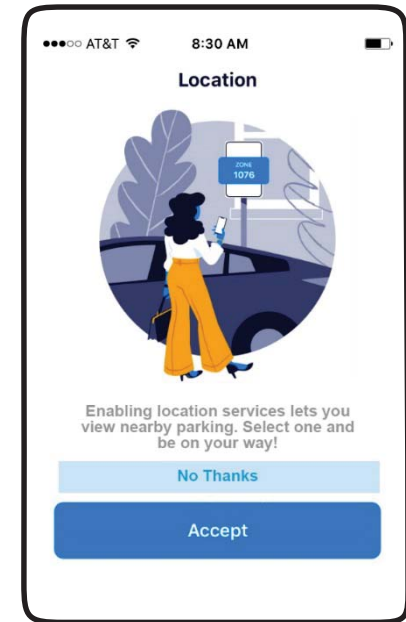 AT&T 8:30 AM
Location
ZONE
1076
Enabling location services lets you
view nearby parking. Select one and
be on your way!
No Thanks
Accept